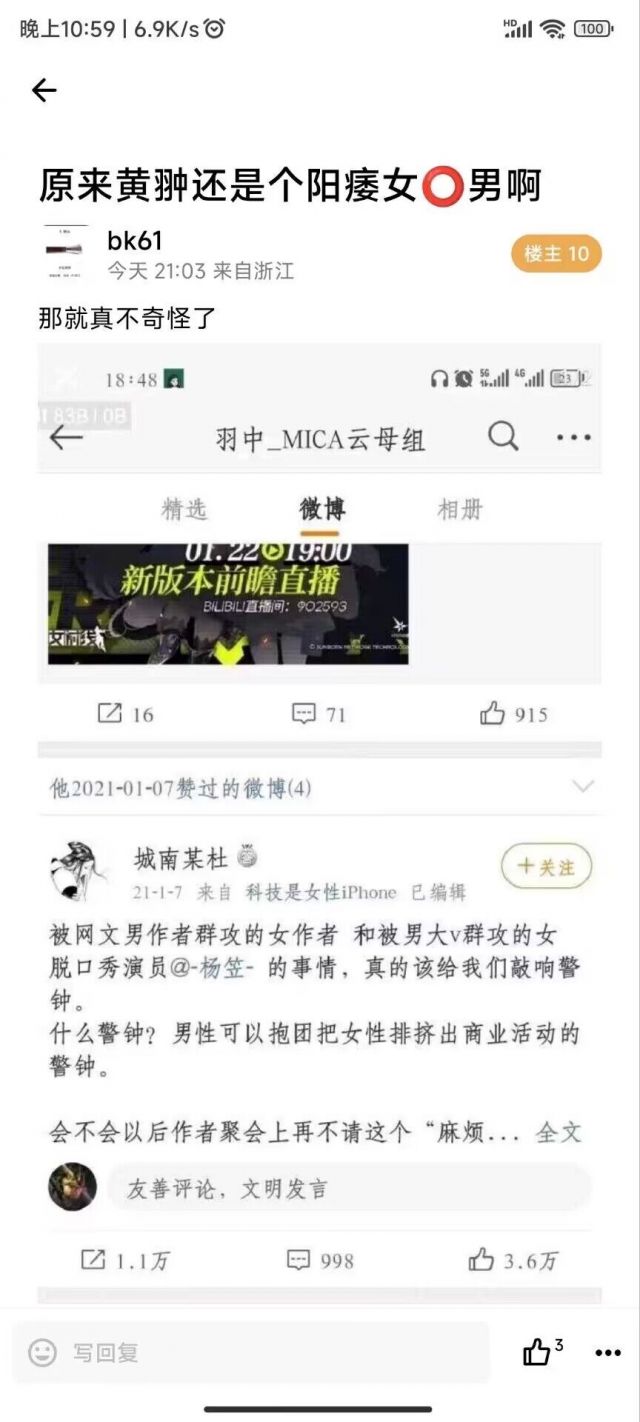 晚上10:59 | 6.9K/s
HD
100
原来黄翀还是个阳痿女⭕男啊
bk61
今天 21:03 来自浙江
楼主 10
那就真不奇怪了
18:48
5G
4G
23
羽中_MICA云母组
精选
微博
相册
01.22 19:00
新版本前瞻直播
BILIBILI直播间：902593
© SUNBORN NETWORK TECHNOLOGY
16
71
915
他2021-01-07赞过的微博(4)
城南某杜
+关注
21-1-7 来自 科技是女性iPhone 已编辑
被网文男作者群攻的女作者 和被男大v群攻的女
脱口秀演员@-杨笠- 的事情，真的该给我们敲响警
钟。
什么警钟？男性可以抱团把女性排挤出商业活动的
警钟。
会不会以后作者聚会上再不请这个“麻烦... 全文
友善评论，文明发言
1.1万
998
3.6万
写回复
3